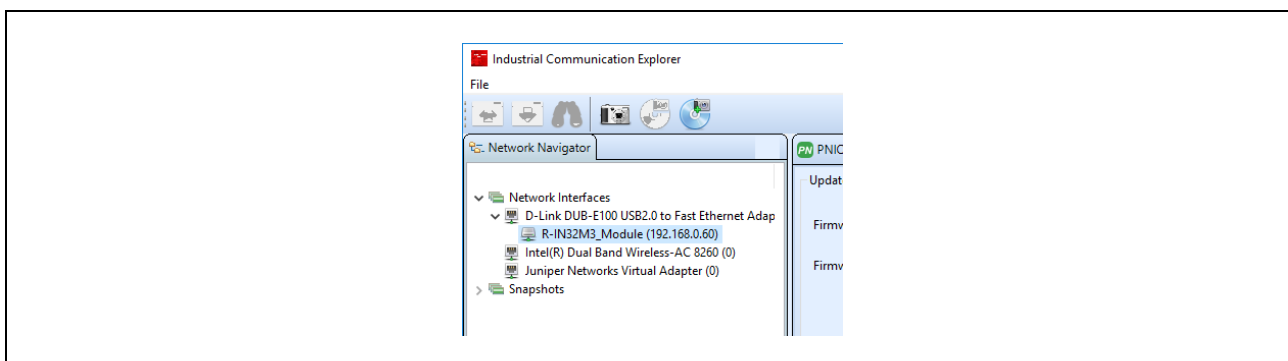 Industrial Communication Explorer
File
Network Navigator
PNIO
Updat
Network Interfaces
D-Link DUB-E100 USB2.0 to Fast Ethernet Adap
Firmw
R-IN32M3_Module (192.168.0.60)
Intel(R) Dual Band Wireless-AC 8260 (0)
Firmw
Juniper Networks Virtual Adapter (0)
Snapshots